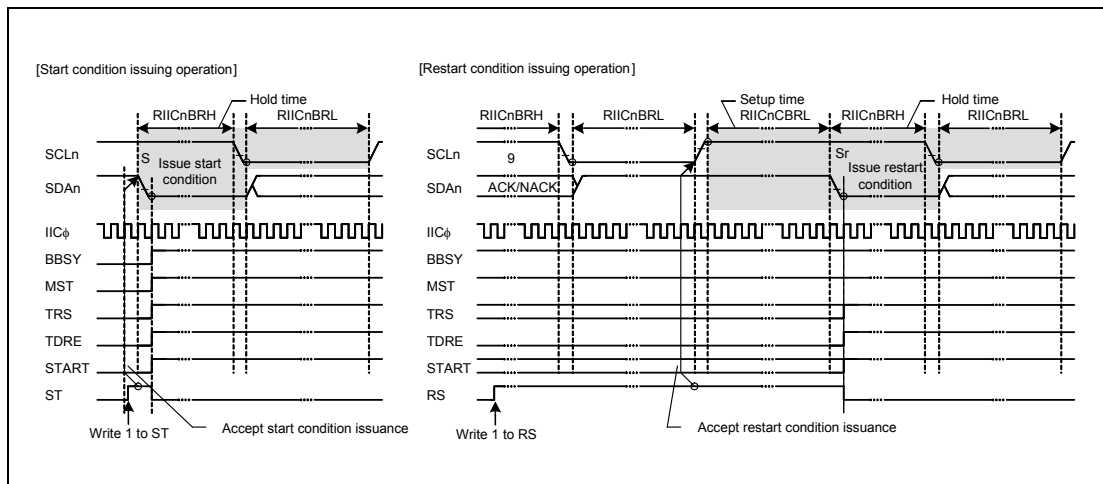 [Start condition issuing operation]
Hold time
RIICnBRH
RIICnBRL
SCLn
S
Issue start
condition
SDAn
IICϕ
BBSY
MST
TRS
TDRE
START
ST
Write 1 to ST
Accept start condition issuance
[Restart condition issuing operation]
Setup time
Hold time
RIICnBRH
RIICnBRL
RIICnCBRL
RIICnBRH
RIICnBRL
SCLn
9
Sr
Issue restart
condition
SDAn
ACK/NACK
IICϕ
BBSY
MST
TRS
TDRE
START
RS
Write 1 to RS
Accept restart condition issuance